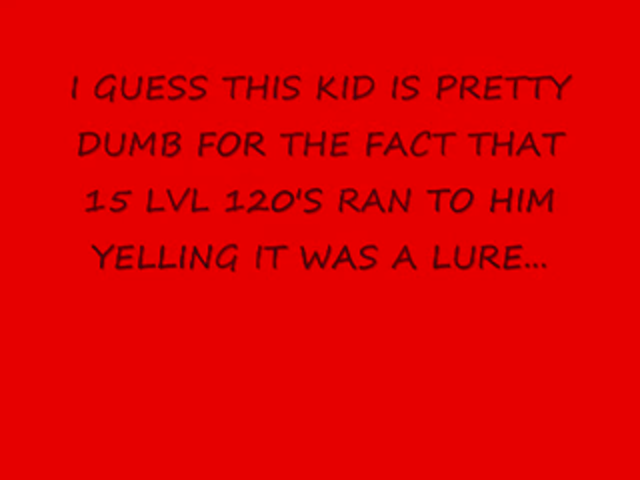 I GUESS THIS KID IS PRETTY
DUMB FOR THE FACT THAT
15 LVL 120'S RAN TO HIM
YELLING IT WAS A LURE...